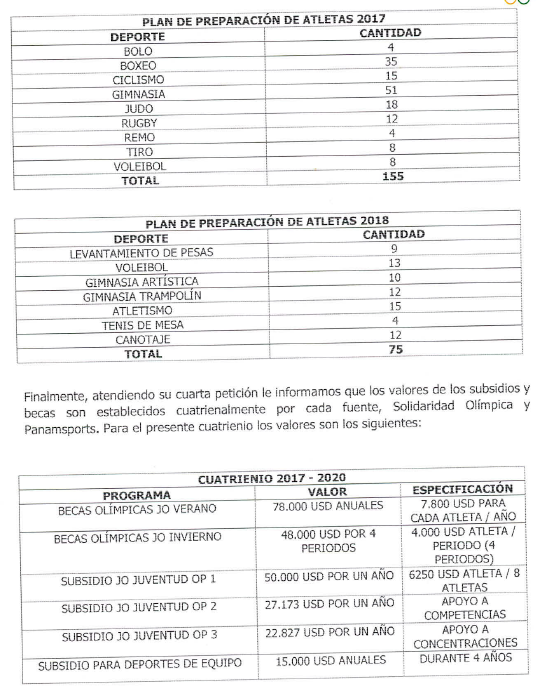 PLAN DE PREPARACIÓN DE ATLETAS 2017
DEPORTE CANTIDAD
BOLO 4
BOXEO 35
CICLISMO 15
GIMNASIA 51
JUDO 18
RUGBY 12
REMO 4
TIRO 8
VOLEIBOL 8
TOTAL 155
PLAN DE PREPARACIÓN DE ATLETAS 2018
DEPORTE CANTIDAD
LEVANTAMIENTO DE PESAS 9
VOLEIBOL 13
GIMNASIA ARTÍSTICA 10
GIMNASIA TRAMPOLÍN 12
ATLETISMO 15
TENIS DE MESA 4
CANOTAJE 12
TOTAL 75
Finalmente, atendiendo su cuarta petición le informamos que los valores de los subsidios y
becas son establecidos cuatrienalmente por cada fuente, Solidaridad Olímpica y
Panamsports. Para el presente cuatrienio los valores son los siguientes:
CUATRIENIO 2017 - 2020
PROGRAMA VALOR ESPECIFICACIÓN
BECAS OLÍMPICAS JO VERANO 78.000 USD ANUALES 7.800 USD PARA
CADA ATLETA / AÑO
BECAS OLÍMPICAS JO INVIERNO 48.000 USD POR 4 4.000 USD ATLETA /
PERIODOS PERIODO (4
PERIODOS)
SUBSIDIO JO JUVENTUD OP 1 50.000 USD POR UN AÑO 6250 USD ATLETA / 8
ATLETAS
SUBSIDIO JO JUVENTUD OP 2 27.173 USD POR UN AÑO APOYO A
COMPETENCIAS
SUBSIDIO JO JUVENTUD OP 3 22.827 USD POR UN AÑO APOYO A
CONCENTRACIONES
SUBSIDIO PARA DEPORTES DE EQUIPO 15.000 USD ANUALES DURANTE 4 AÑOS